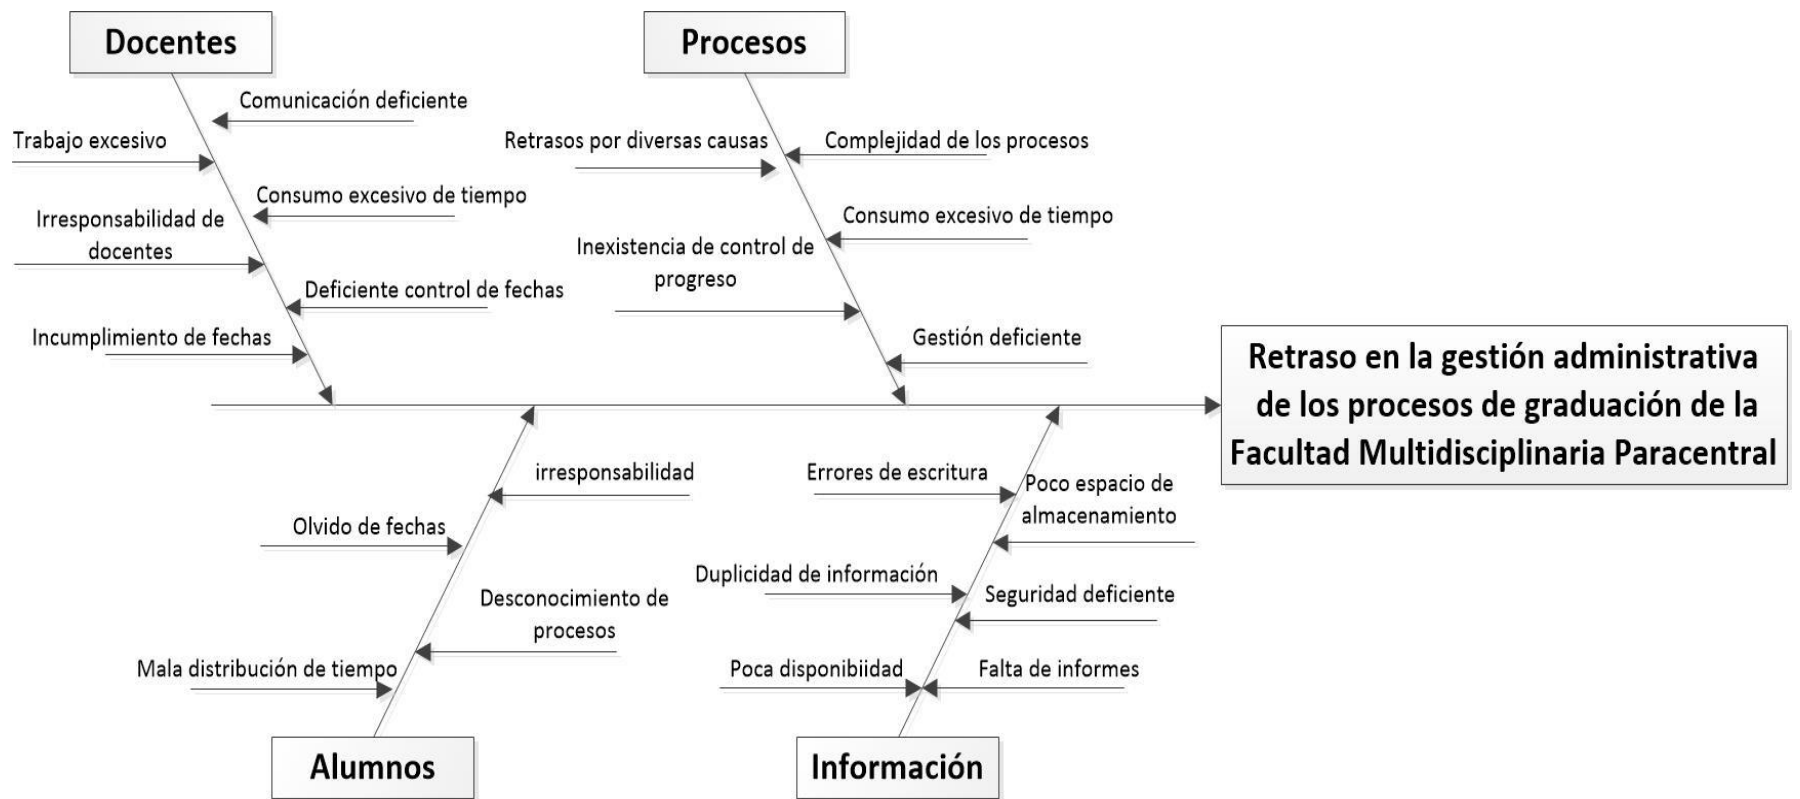 Docentes
Procesos
Comunicación deficiente
Trabajo excesivo
Consumo excesivo de tiempo
Irresponsabilidad de
docentes
Deficiente control de fechas
Incumplimiento de fechas
Retrasos por diversas causas
Complejidad de los procesos
Consumo excesivo de tiempo
Inexistencia de control de
progreso
Gestión deficiente
Retraso en la gestión administrativa
de los procesos de graduación de la
Facultad Multidisciplinaria Paracentral
irresponsabilidad
Olvido de fechas
Desconocimiento de
procesos
Mala distribución de tiempo
Errores de escritura
Poco espacio de
almacenamiento
Duplicidad de información
Seguridad deficiente
Poca disponibiidad
Falta de informes
Alumnos
Información